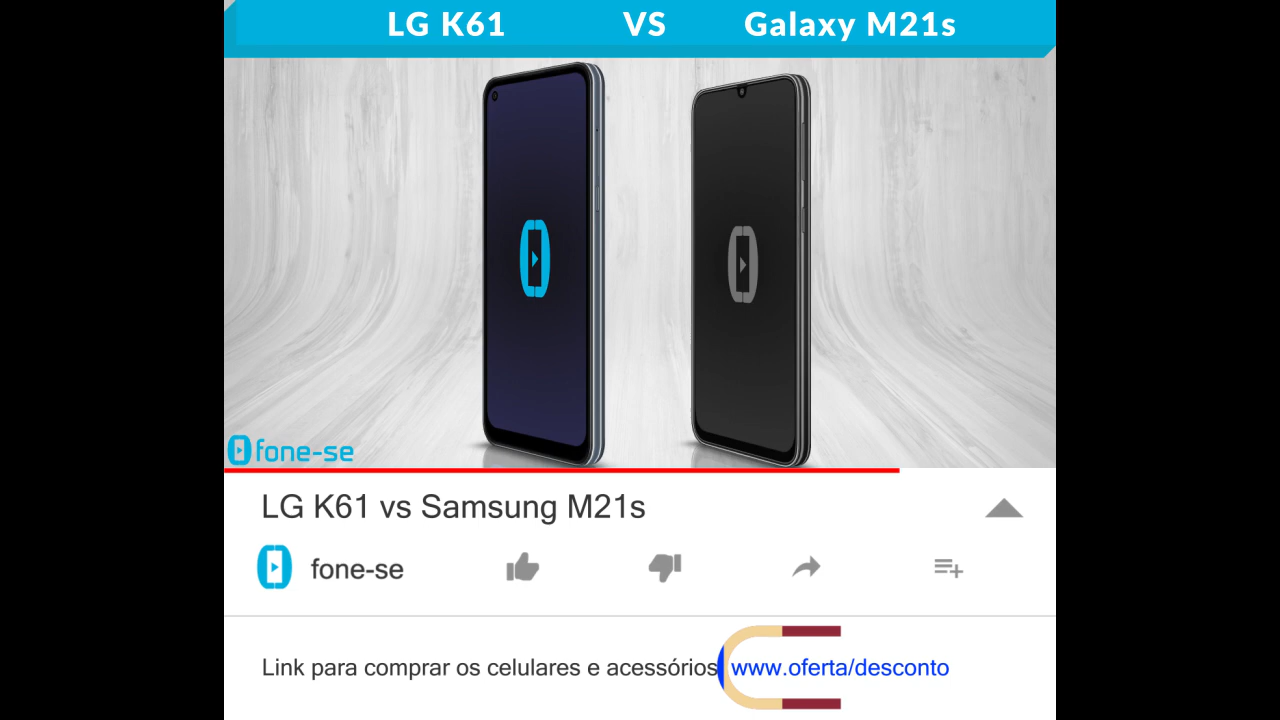 LG K61 VS Galaxy M21s
fone-se
LG K61 vs Samsung M21s
fone-se
Link para comprar os celulares e acessórios www.oferta/desconto